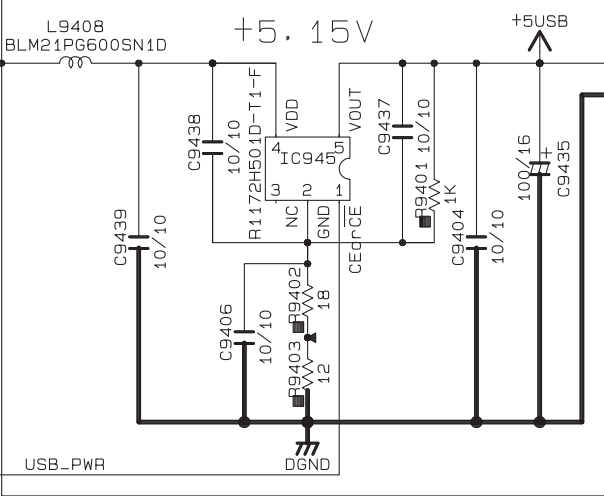 L9408
BLM21PG600SN1D
+5.15V
+5USB
C9438
10/10
R1172H501D-T1-F
VDD
VOUT
C9437
10/10
4
5
IC945
3
2
1
NC
GND
CEorCE
R9401
1K
100/16
+
C9435
C9439
10/10
C9404
10/10
C9406
10/10
R9402
18
R9403
12
USB_PWR
DGND